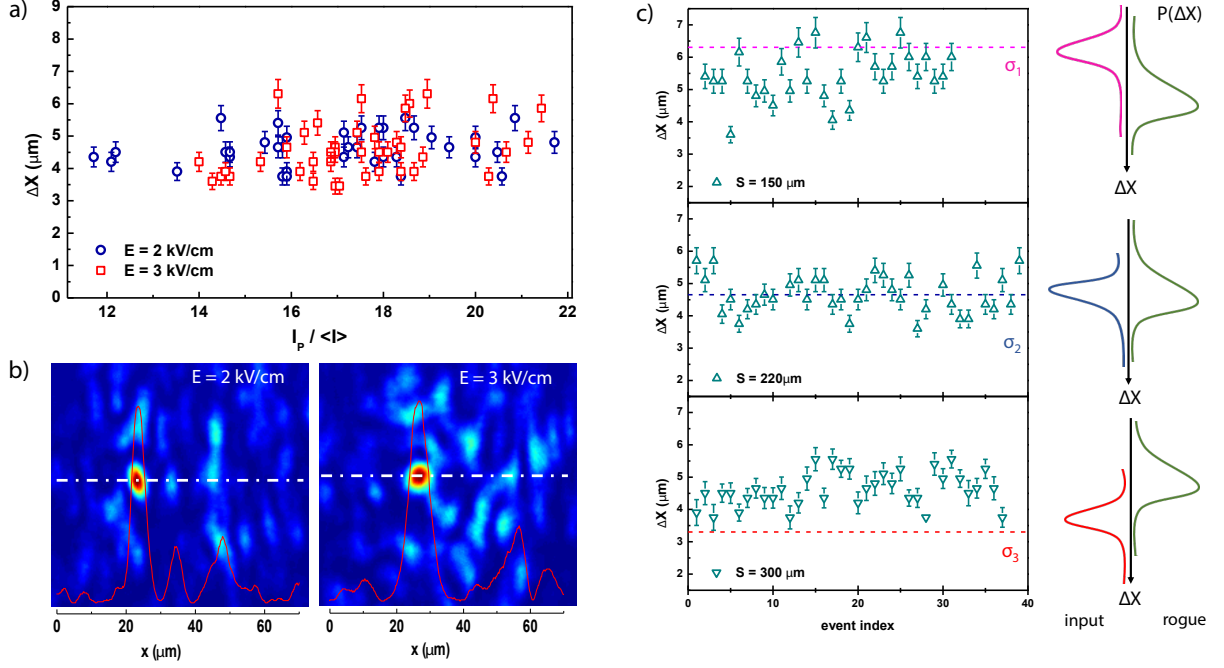 a)
9
8
7
6
5
4
3
2
1
0
ΔX (μm)
E = 2 kV/cm
E = 3 kV/cm
12 14 16 18 20 22
I_P / <I>
b)
E = 2 kV/cm
E = 3 kV/cm
0 20 40 60
x (μm)
0 20 40 60
x (μm)
c)
7
6
5
4
3
2
ΔX (μm)
σ₁
S = 150 μm
7
6
5
4
3
2
ΔX (μm)
σ₂
S = 220μm
7
6
5
4
3
2
ΔX (μm)
σ₃
S = 300 μm
0 10 20 30 40
event index
P(ΔX)
ΔX
ΔX
ΔX
input rogue